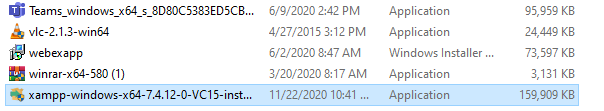 Teams_windows_x64_s_8D80C5383ED5CB... 6/9/2020 2:42 PM Application 95,959 KB
vlc-2.1.3-win64 4/27/2015 3:12 PM Application 24,449 KB
webexapp 6/2/2020 8:47 AM Windows Installer ... 73,597 KB
winrar-x64-580 (1) 3/20/2020 8:17 AM Application 3,131 KB
xampp-windows-x64-7.4.12-0-VC15-inst... 11/22/2020 10:41 ... Application 159,909 KB